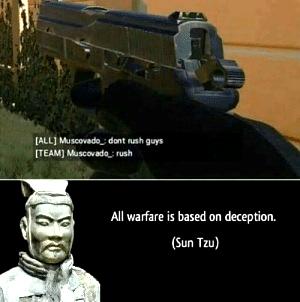 [ALL] Muscovado_: dont rush guys
[TEAM] Muscovado_: rush
All warfare is based on deception.
(Sun Tzu)